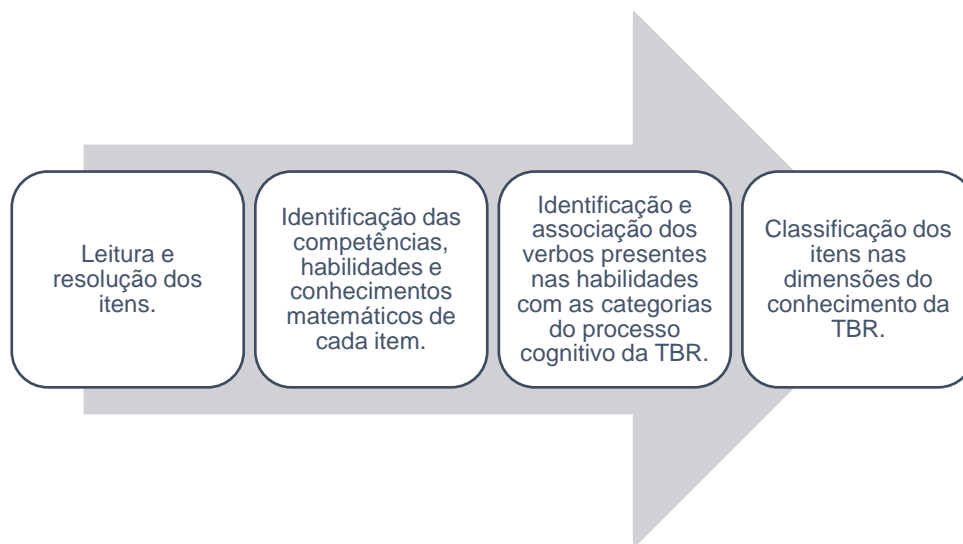 Leitura e
resolução dos
itens.
Identificação das
competências,
habilidades e
conhecimentos
matemáticos de
cada item.
Identificação e
associação dos
verbos presentes
nas habilidades
com as categorias
do processo
cognitivo da TBR.
Classificação dos
itens nas
dimensões do
conhecimento da
TBR.